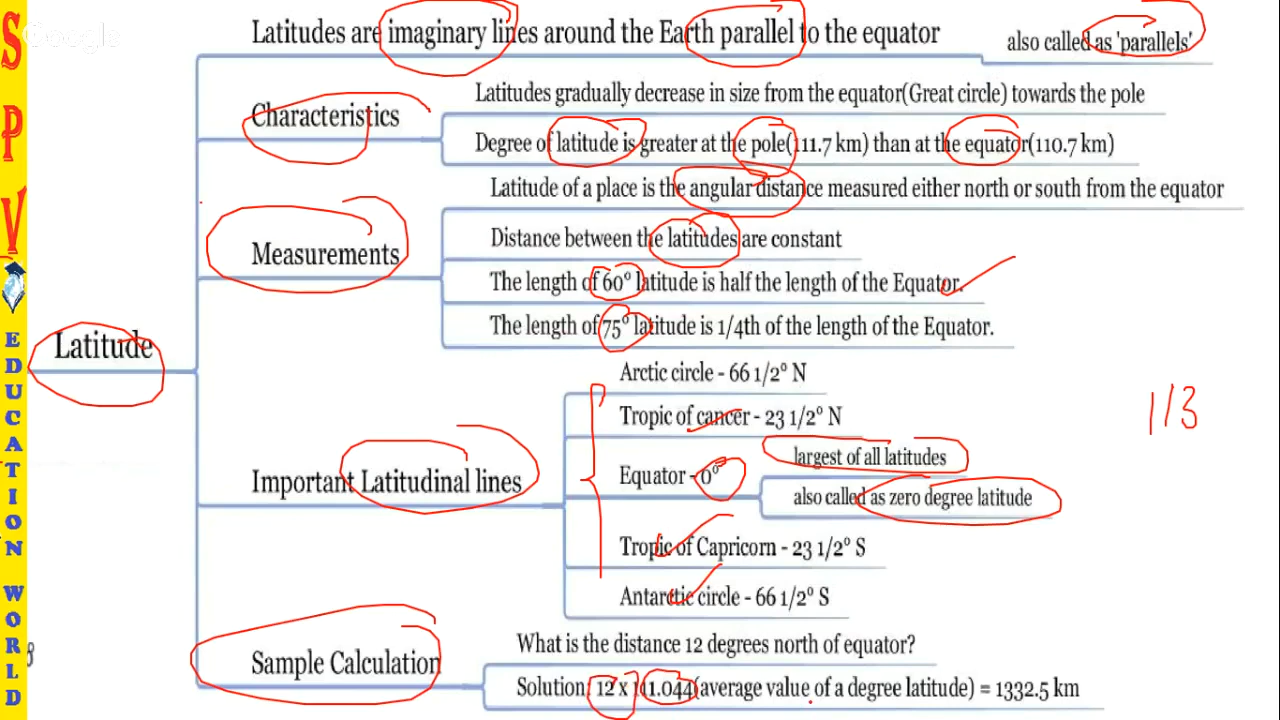 Google
S P V
EDUCATION WORLD
Latitude
Latitudes are imaginary lines around the Earth parallel to the equator
also called as 'parallels'
Characteristics
Latitudes gradually decrease in size from the equator(Great circle) towards the pole
Degree of latitude is greater at the pole(111.7 km) than at the equator(110.7 km)
Measurements
Latitude of a place is the angular distance measured either north or south from the equator
Distance between the latitudes are constant
The length of 60° latitude is half the length of the Equator.
The length of 75° latitude is 1/4th of the length of the Equator.
Important Latitudinal lines
Arctic circle - 66 1/2° N
Tropic of cancer - 23 1/2° N
Equator - 0°
largest of all latitudes
also called as zero degree latitude
Tropic of Capricorn - 23 1/2° S
Antarctic circle - 66 1/2° S
1/3
Sample Calculation
What is the distance 12 degrees north of equator?
Solution: 12 x 111.044(average value of a degree latitude) = 1332.5 km